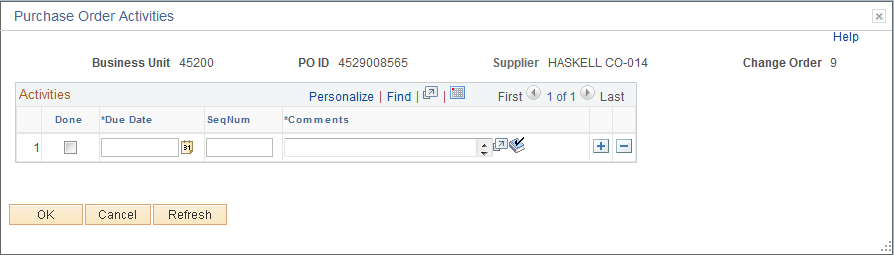 Purchase Order Activities
Help
Business Unit 45200 PO ID 4529008565 Supplier HASKELL CO-014 Change Order 9
Activities Personalize | Find | | First 1 of 1 Last
Done *Due Date SeqNum *Comments
1 31
OK Cancel Refresh